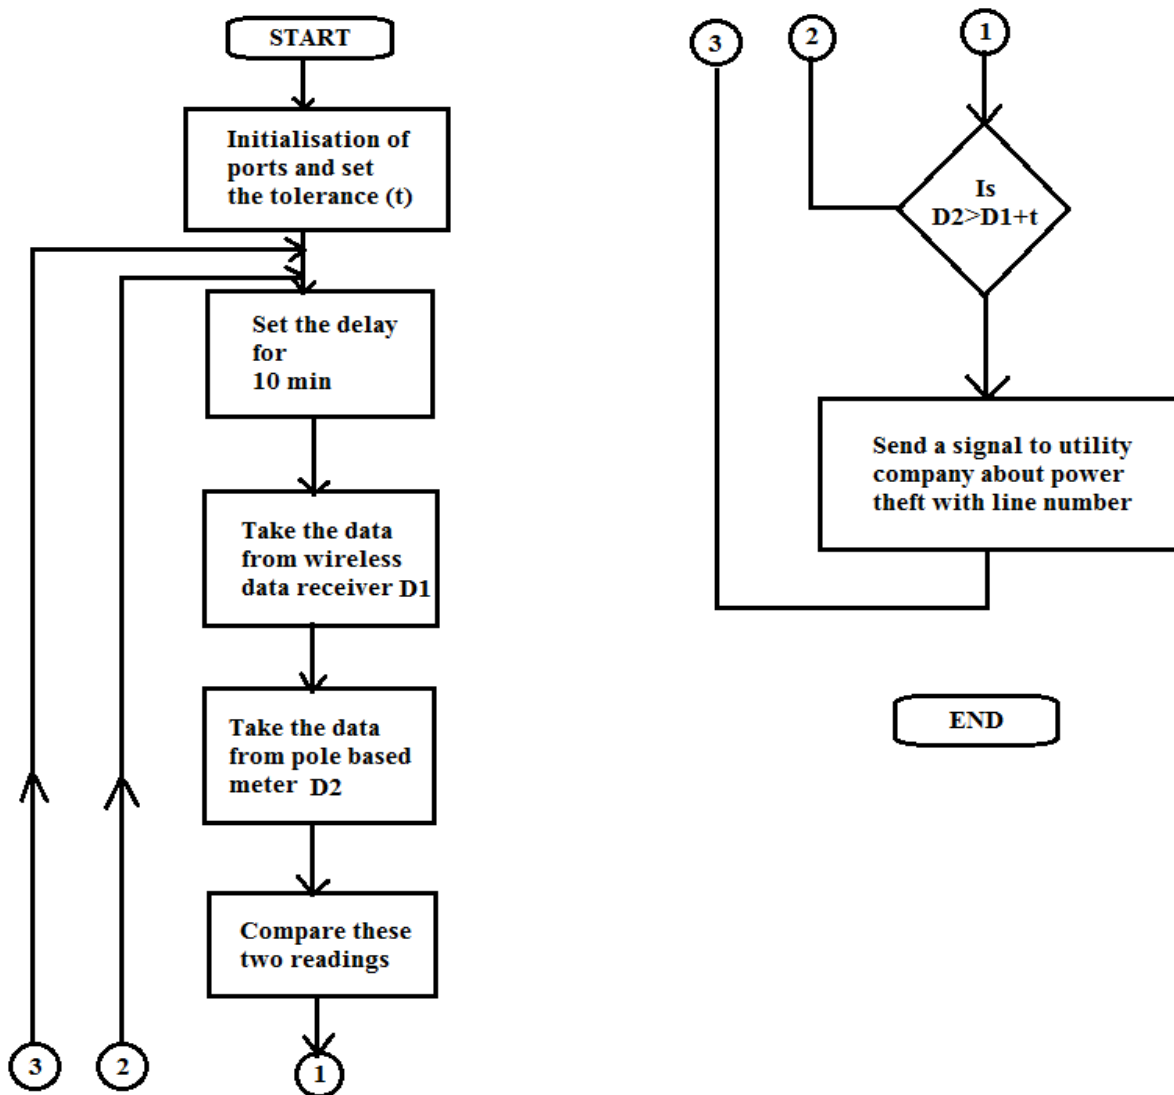 START
Initialisation of
ports and set
the tolerance (t)
Set the delay
for
10 min
Take the data
from wireless
data receiver D1
Take the data
from pole based
meter D2
Compare these
two readings
3
2
1
3
2
1
Is
D2>D1+t
Send a signal to utility
company about power
theft with line number
END